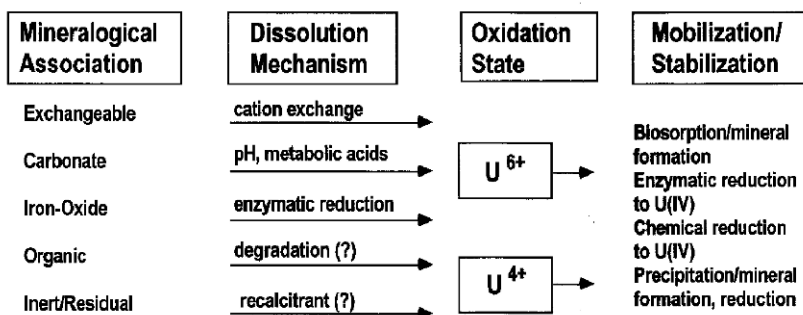 Mineralogical
Association
Dissolution
Mechanism
Oxidation
State
Mobilization/
Stabilization
Exchangeable
cation exchange
Carbonate
pH, metabolic acids
Iron-Oxide
enzymatic reduction
Organic
degradation (?)
Inert/Residual
recalcitrant (?)
U 6+
U 4+
Biosorption/mineral
formation
Enzymatic reduction
to U(IV)
Chemical reduction
to U(IV)
Precipitation/mineral
formation, reduction